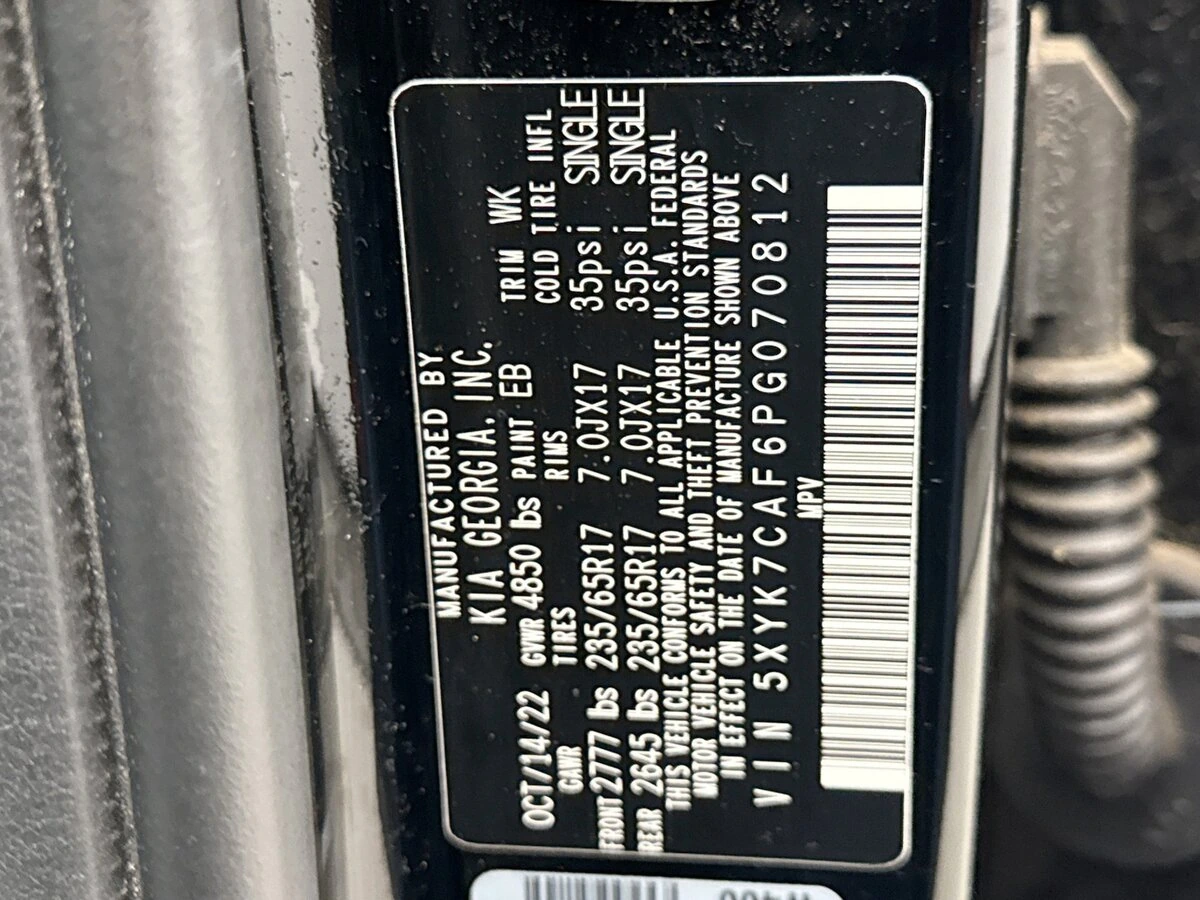 MANUFACTURED BY
KIA GEORGIA. INC.
OCT/14/22 GVWR 4850 lbs PAINT EB TRIM WK
GAWR TIRES RIMS COLD TIRE INFL
FRONT 2777 lbs 235/65R17 7.0JX17 35psi SINGLE
REAR 2645 lbs 235/65R17 7.0JX17 35psi SINGLE
THIS VEHICLE CONFORMS TO ALL APPLICABLE U.S.A. FEDERAL
MOTOR VEHICLE SAFETY AND THEFT PREVENTION STANDARDS
IN EFFECT ON THE DATE OF MANUFACTURE SHOWN ABOVE
VIN 5XYK7CAF6PG070812
MPV